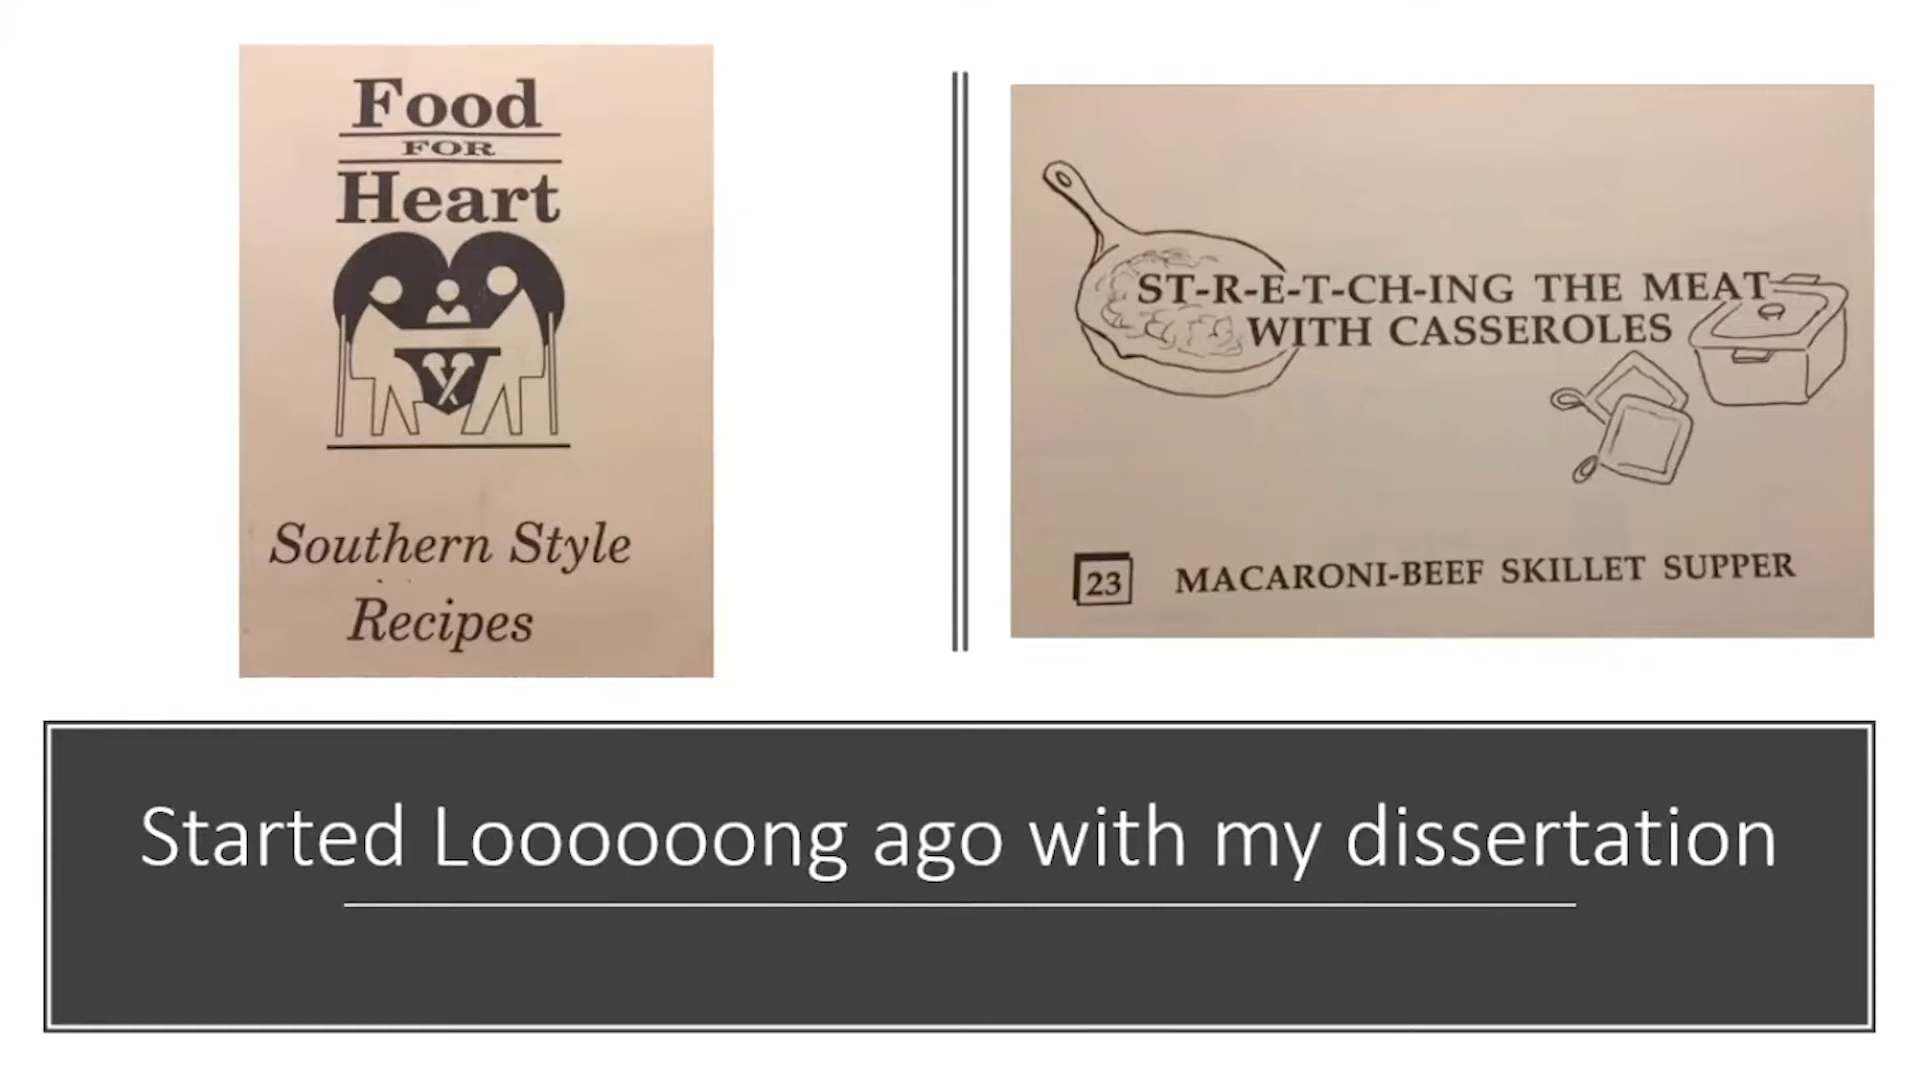 Food
FOR
Heart
Southern Style
Recipes
ST-R-E-T-CH-ING THE MEAT
WITH CASSEROLES
23 MACARONI-BEEF SKILLET SUPPER
Started Loooooong ago with my dissertation